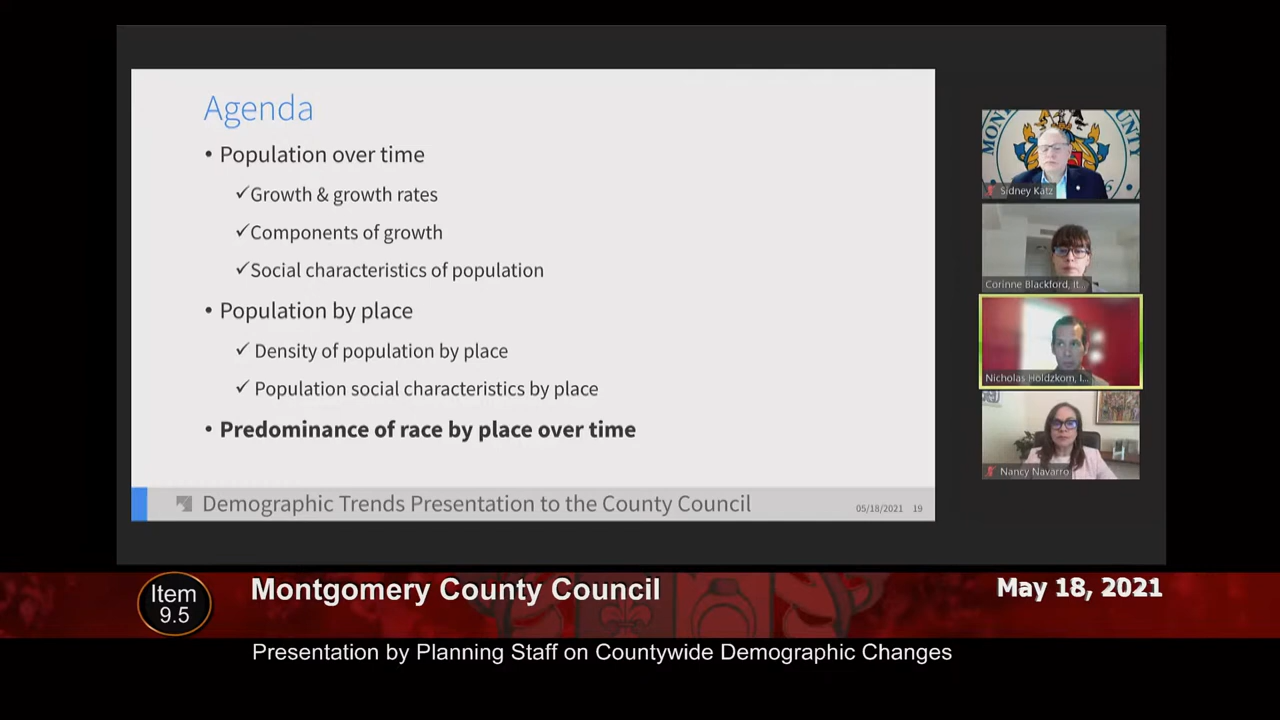 Agenda
• Population over time
✓Growth & growth rates
✓Components of growth
✓Social characteristics of population
• Population by place
✓ Density of population by place
✓ Population social characteristics by place
• Predominance of race by place over time
Demographic Trends Presentation to the County Council
05/18/2021 19
MON
UNTY
6
Sidney Katz
Corinne Blackford, It...
Nicholas Holdzkom, I...
Nancy Navarro
Item
9.5
Montgomery County Council
May 18, 2021
Presentation by Planning Staff on Countywide Demographic Changes